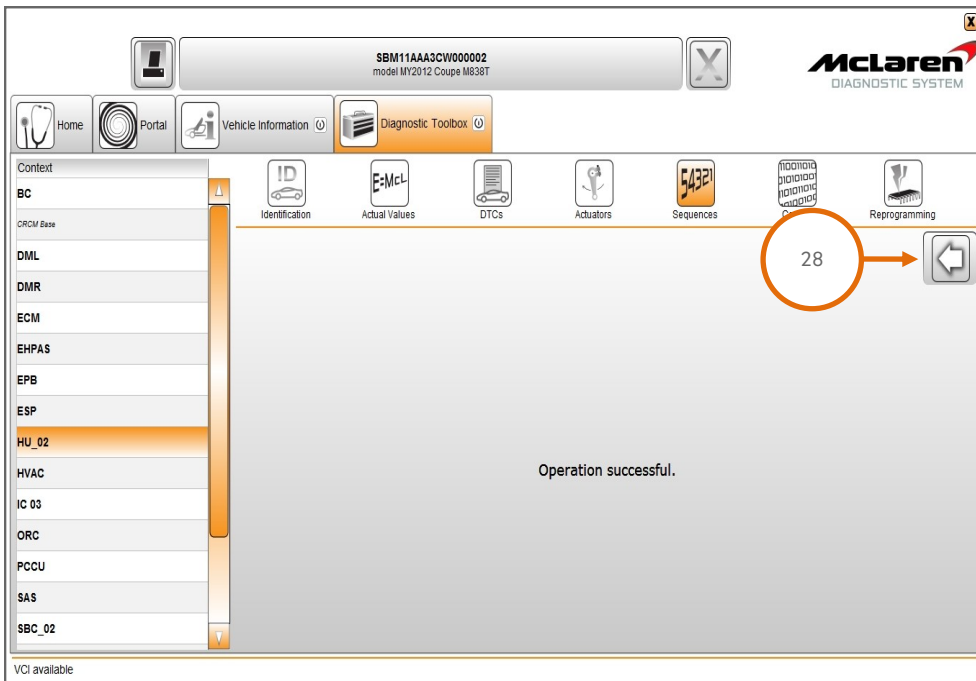 X
SBM11AAA3CW000002
model MY2012 Coupe M838T
X
McLaren
DIAGNOSTIC SYSTEM
Home
Portal
Vehicle Information
Diagnostic Toolbox
Context
BC
CRCM Base
DML
DMR
ECM
EHPAS
EPB
ESP
HU_02
HVAC
IC 03
ORC
PCCU
SAS
SBC_02
ID
Identification
E=McL
Actual Values
DTCs
Actuators
54321
Sequences
Reprogramming
28
Operation successful.
VCI available